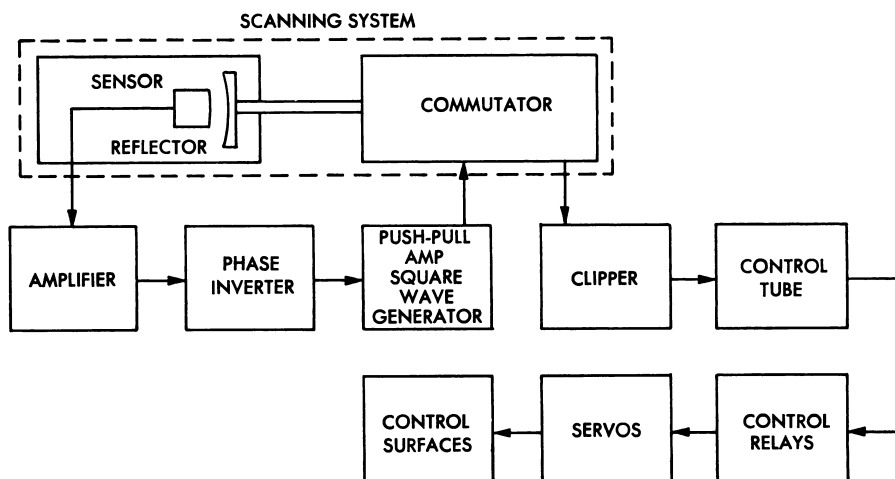 SCANNING SYSTEM
SENSOR
REFLECTOR
COMMUTATOR
AMPLIFIER
PHASE
INVERTER
PUSH-PULL
AMP
SQUARE
WAVE
GENERATOR
CLIPPER
CONTROL
TUBE
CONTROL
SURFACES
SERVOS
CONTROL
RELAYS